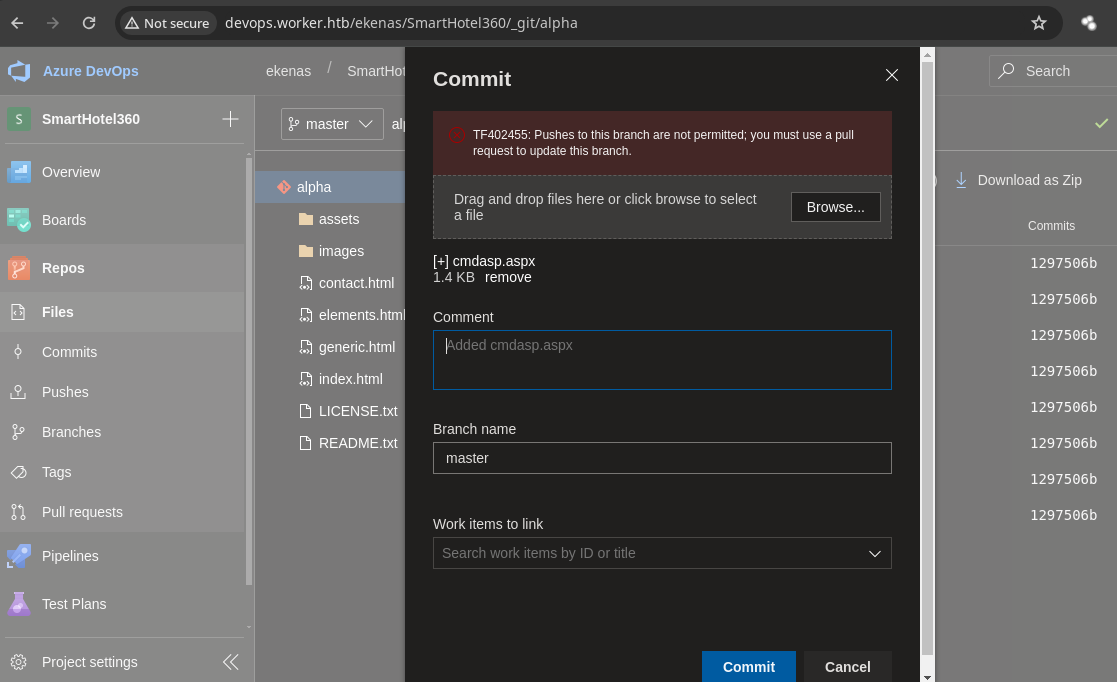 Not secure devops.worker.htb/ekenas/SmartHotel360/_git/alpha
Azure DevOps
ekenas / SmartHot
Search
S SmartHotel360
master
alp
Overview
Boards
Repos
Files
Commits
Pushes
Branches
Tags
Pull requests
Pipelines
Test Plans
Project settings
alpha
assets
images
contact.html
elements.html
generic.html
index.html
LICENSE.txt
README.txt
Commit
TF402455: Pushes to this branch are not permitted; you must use a pull
request to update this branch.
Drag and drop files here or click browse to select
a file
Browse...
[+] cmdasp.aspx
1.4 KB remove
Comment
Added cmdasp.aspx
Branch name
master
Work items to link
Search work items by ID or title
Commit Cancel
Download as Zip
Commits
1297506b
1297506b
1297506b
1297506b
1297506b
1297506b
1297506b
1297506b